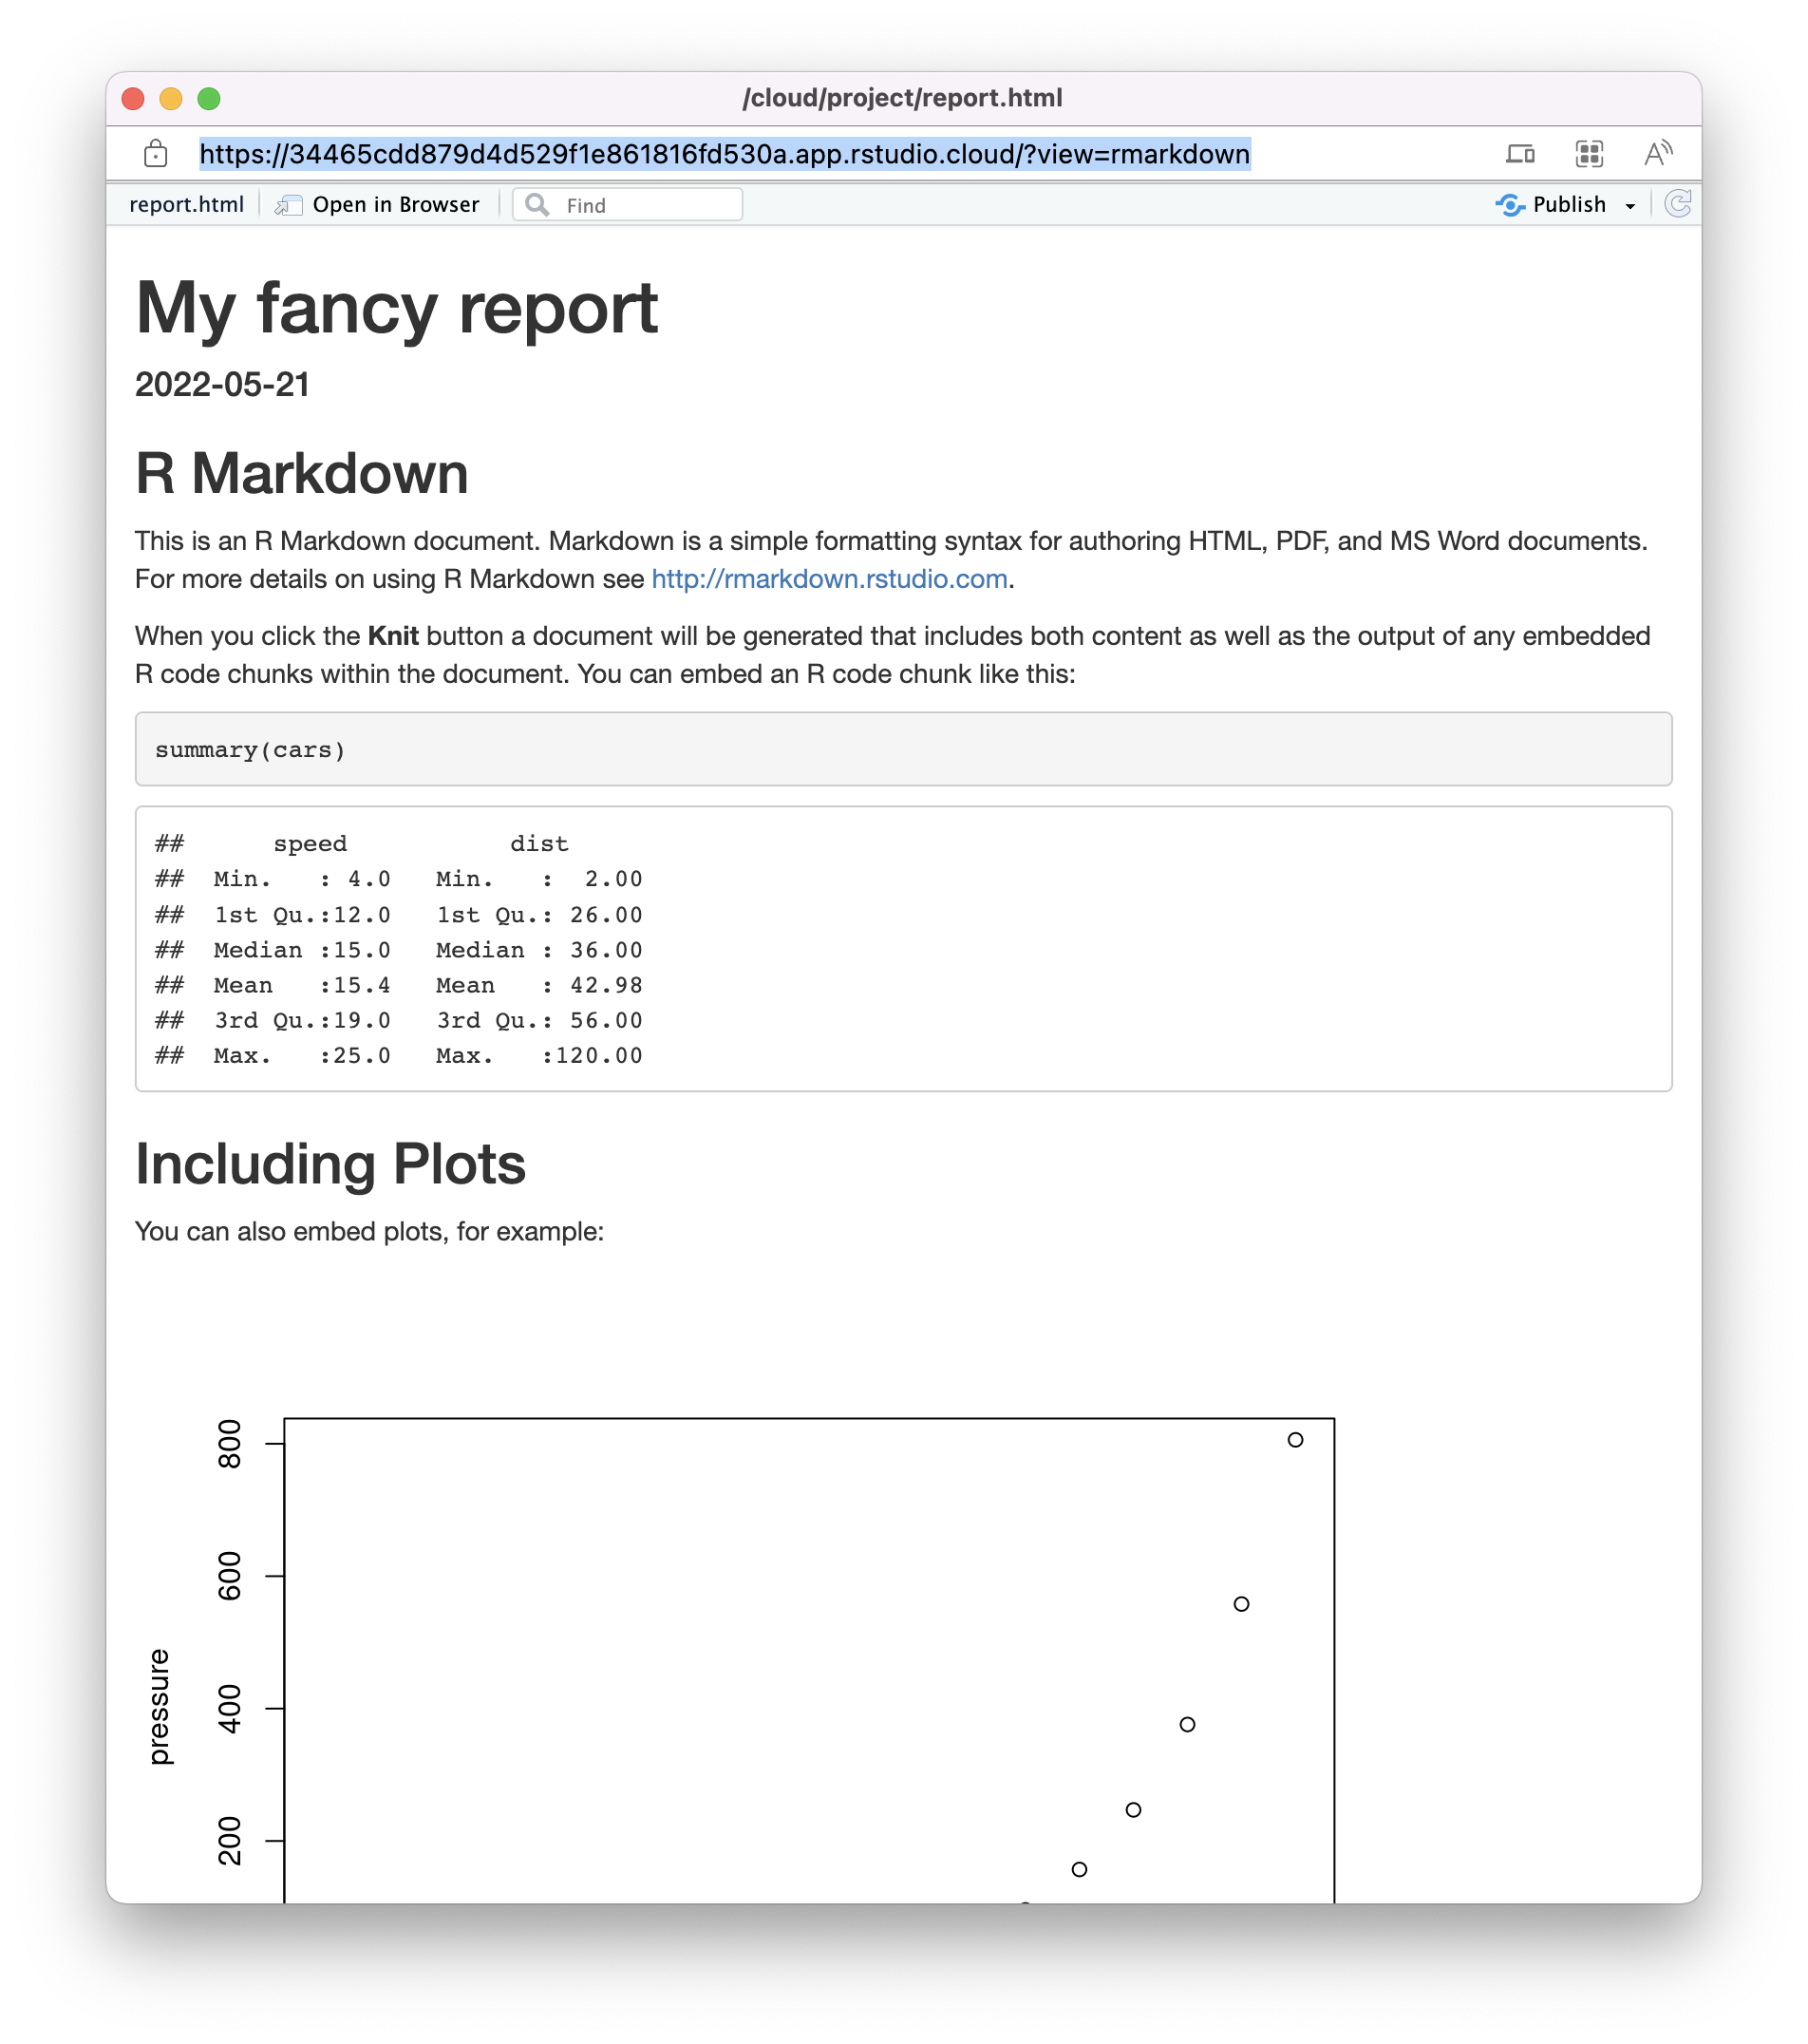 /cloud/project/report.html
https://34465cdd879d4d529f1e861816fd530a.app.rstudio.cloud/?view=rmarkdown
report.html Open in Browser Find Publish
My fancy report
2022-05-21
R Markdown
This is an R Markdown document. Markdown is a simple formatting syntax for authoring HTML, PDF, and MS Word documents.
For more details on using R Markdown see http://rmarkdown.rstudio.com.
When you click the Knit button a document will be generated that includes both content as well as the output of any embedded
R code chunks within the document. You can embed an R code chunk like this:
summary(cars)
##      speed           dist
##  Min.   : 4.0   Min.   :  2.00
##  1st Qu.:12.0   1st Qu.: 26.00
##  Median :15.0   Median : 36.00
##  Mean   :15.4   Mean   : 42.98
##  3rd Qu.:19.0   3rd Qu.: 56.00
##  Max.   :25.0   Max.   :120.00
Including Plots
You can also embed plots, for example:
800
600
400
200
pressure